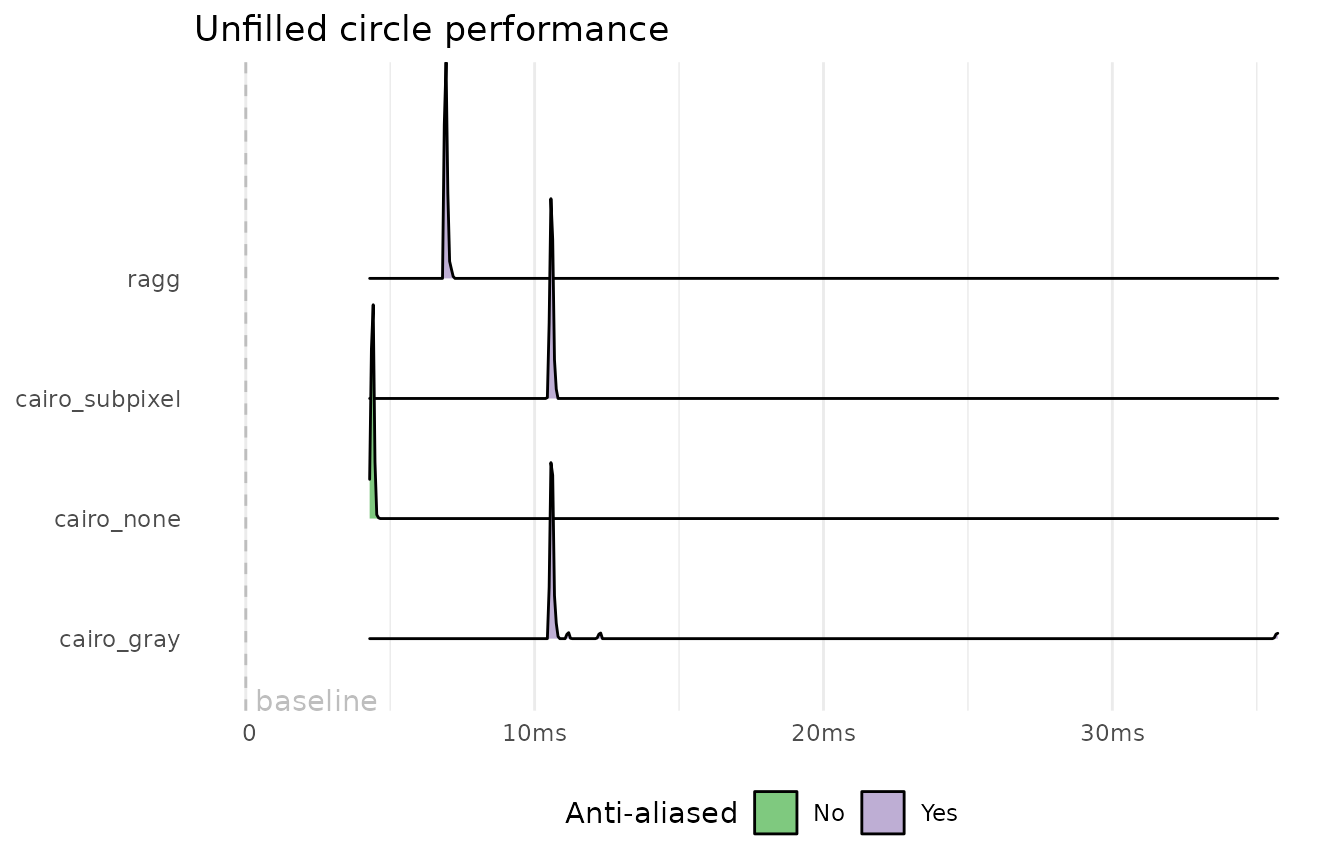 Unfilled circle performance
ragg
cairo_subpixel
cairo_none
cairo_gray
baseline
0 10ms 20ms 30ms
Anti-aliased No Yes